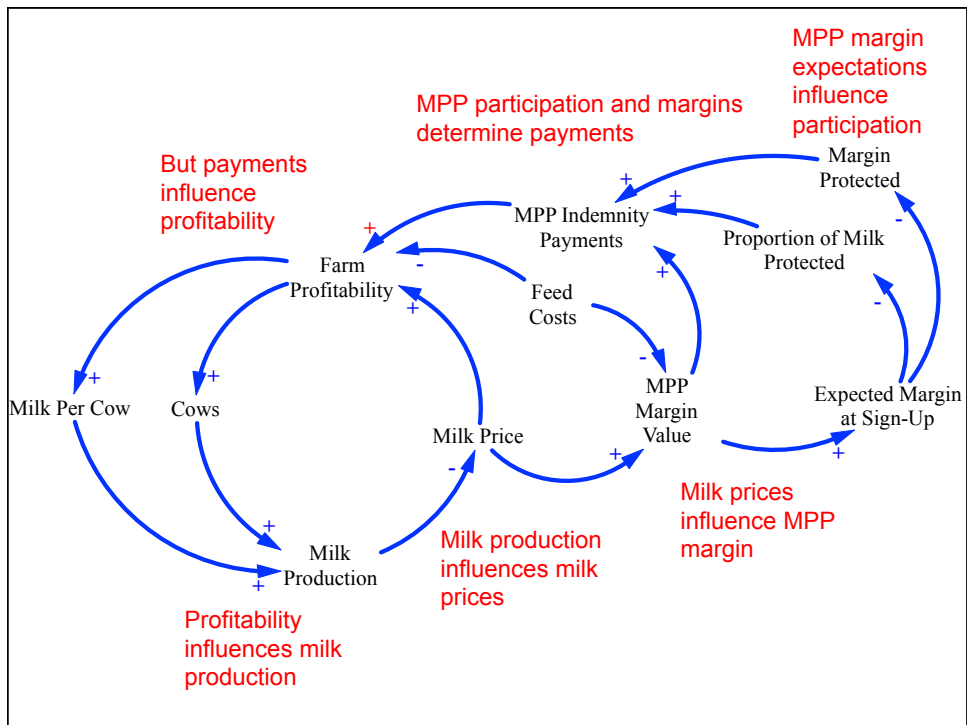 MPP margin
expectations
influence
participation
MPP participation and margins
determine payments
But payments
influence
profitability
Margin
Protected
+
+
-
MPP Indemnity
Payments
Proportion of Milk
Protected
+
-
+
-
Farm
Profitability
Feed
Costs
+
-
+
+
MPP
Margin
Value
Expected Margin
at Sign-Up
Milk Per Cow
Cows
Milk Price
-
+
+
Milk prices
influence MPP
margin
+
Milk
Production
+
Milk production
influences milk
prices
Profitability
influences milk
production